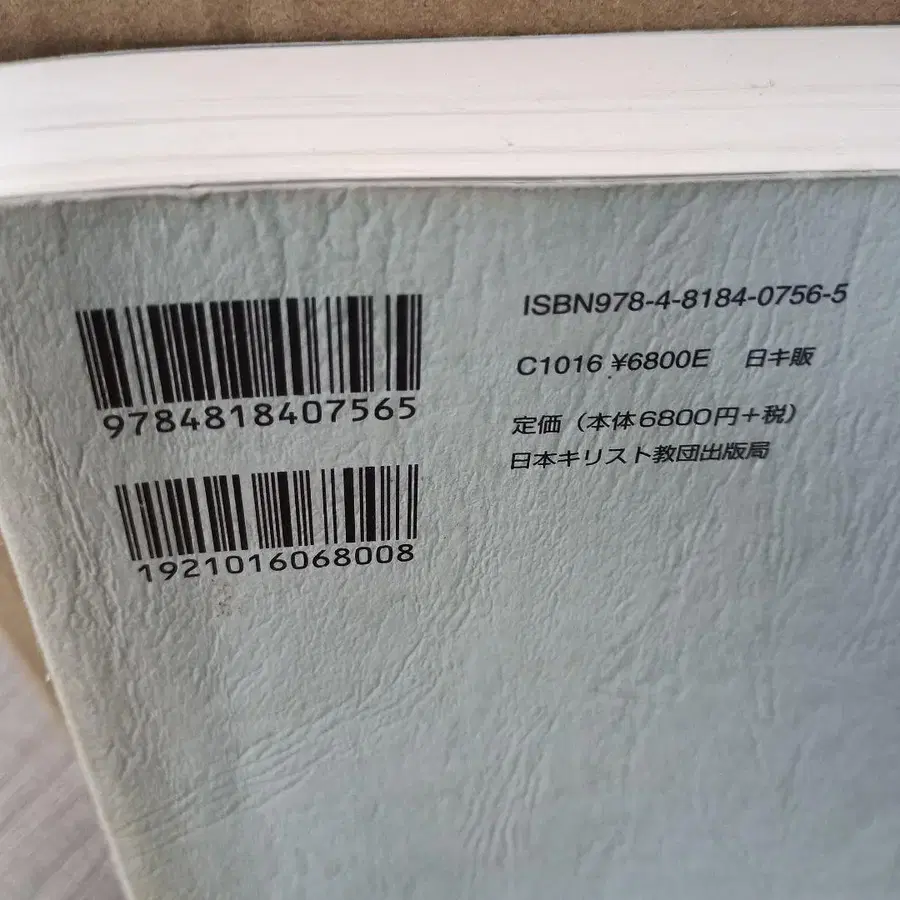 9784818407565
1921016068008
ISBN978-4-8184-0756-5
C1016 ¥6800E 日キ販
定価（本体6800円+税）
日本キリスト教団出版局